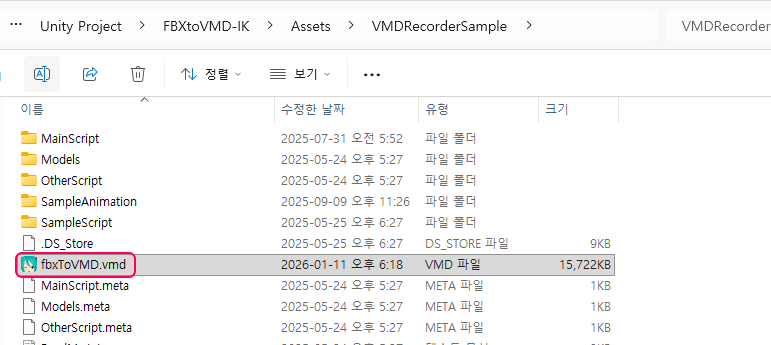 ··· Unity Project > FBXtoVMD-IK > Assets > VMDRecorderSample > VMDRecorder
정렬 보기 ···
이름 수정한 날짜 유형 크기
MainScript 2025-07-31 오전 5:52 파일 폴더
Models 2025-05-24 오후 5:27 파일 폴더
OtherScript 2025-05-24 오후 5:27 파일 폴더
SampleAnimation 2025-09-09 오후 11:26 파일 폴더
SampleScript 2025-05-25 오후 6:27 파일 폴더
.DS_Store 2025-05-25 오후 6:27 DS_STORE 파일 9KB
fbxToVMD.vmd 2026-01-11 오후 6:18 VMD 파일 15,722KB
MainScript.meta 2025-05-24 오후 5:27 META 파일 1KB
Models.meta 2025-05-24 오후 5:27 META 파일 1KB
OtherScript.meta 2025-05-24 오후 5:27 META 파일 1KB